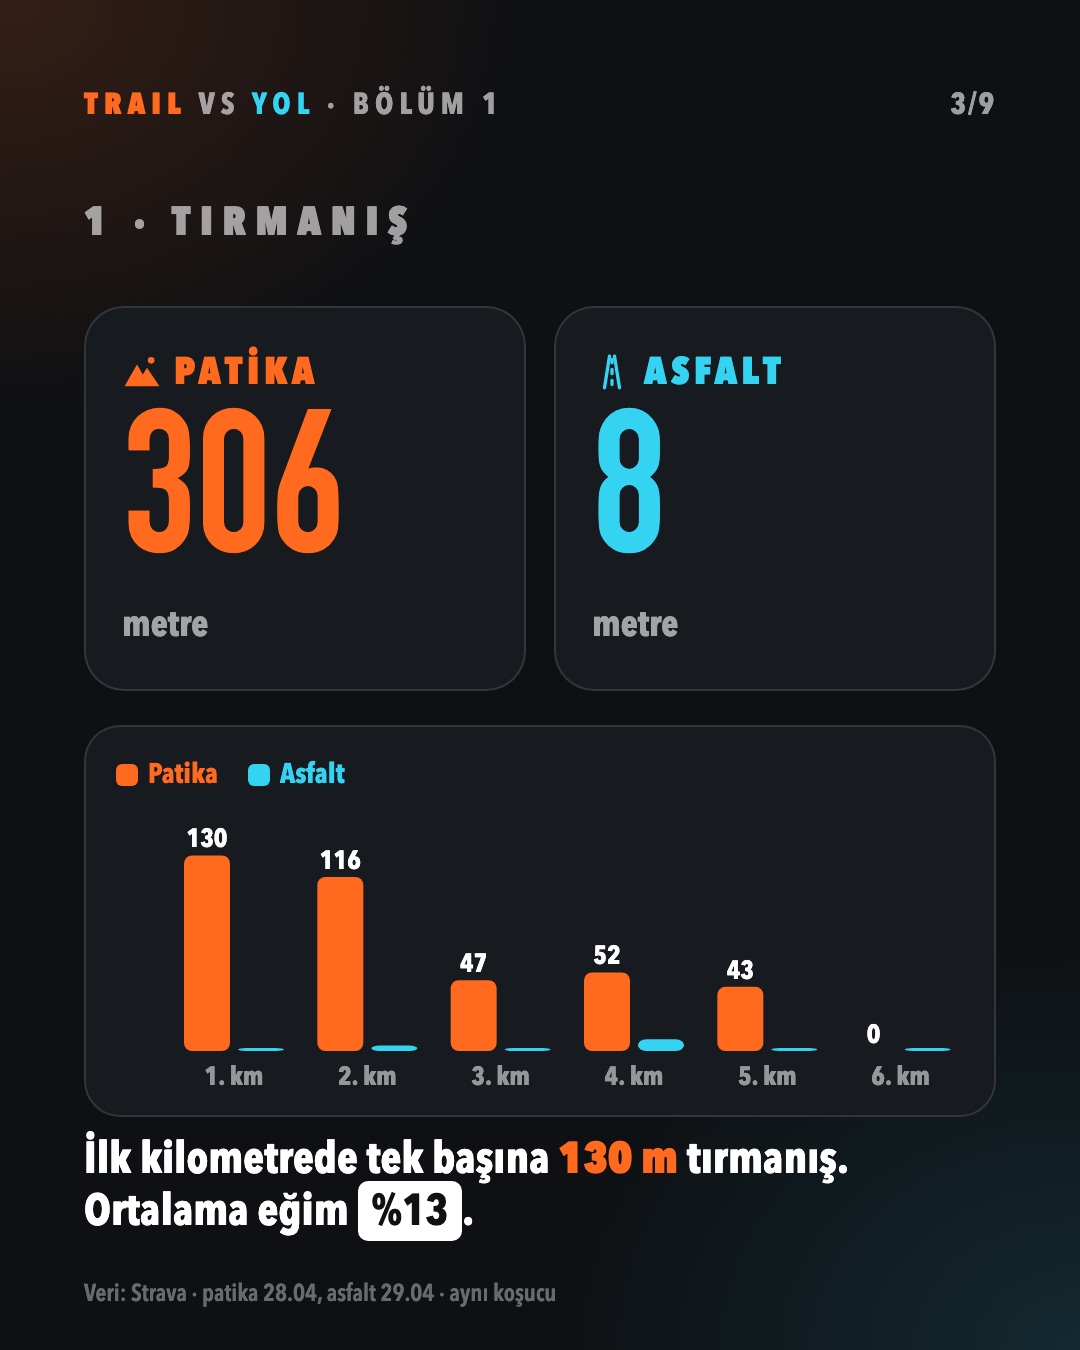 TRAIL VS YOL · BÖLÜM 1
3/9
1 · TIRMANIŞ
PATİKA
306
metre
ASFALT
8
metre
Patika Asfalt
130
116
47
52
43
0
1. km 2. km 3. km 4. km 5. km 6. km
İlk kilometrede tek başına 130 m tırmanış.
Ortalama eğim %13.
Veri: Strava · patika 28.04, asfalt 29.04 · aynı koşucu